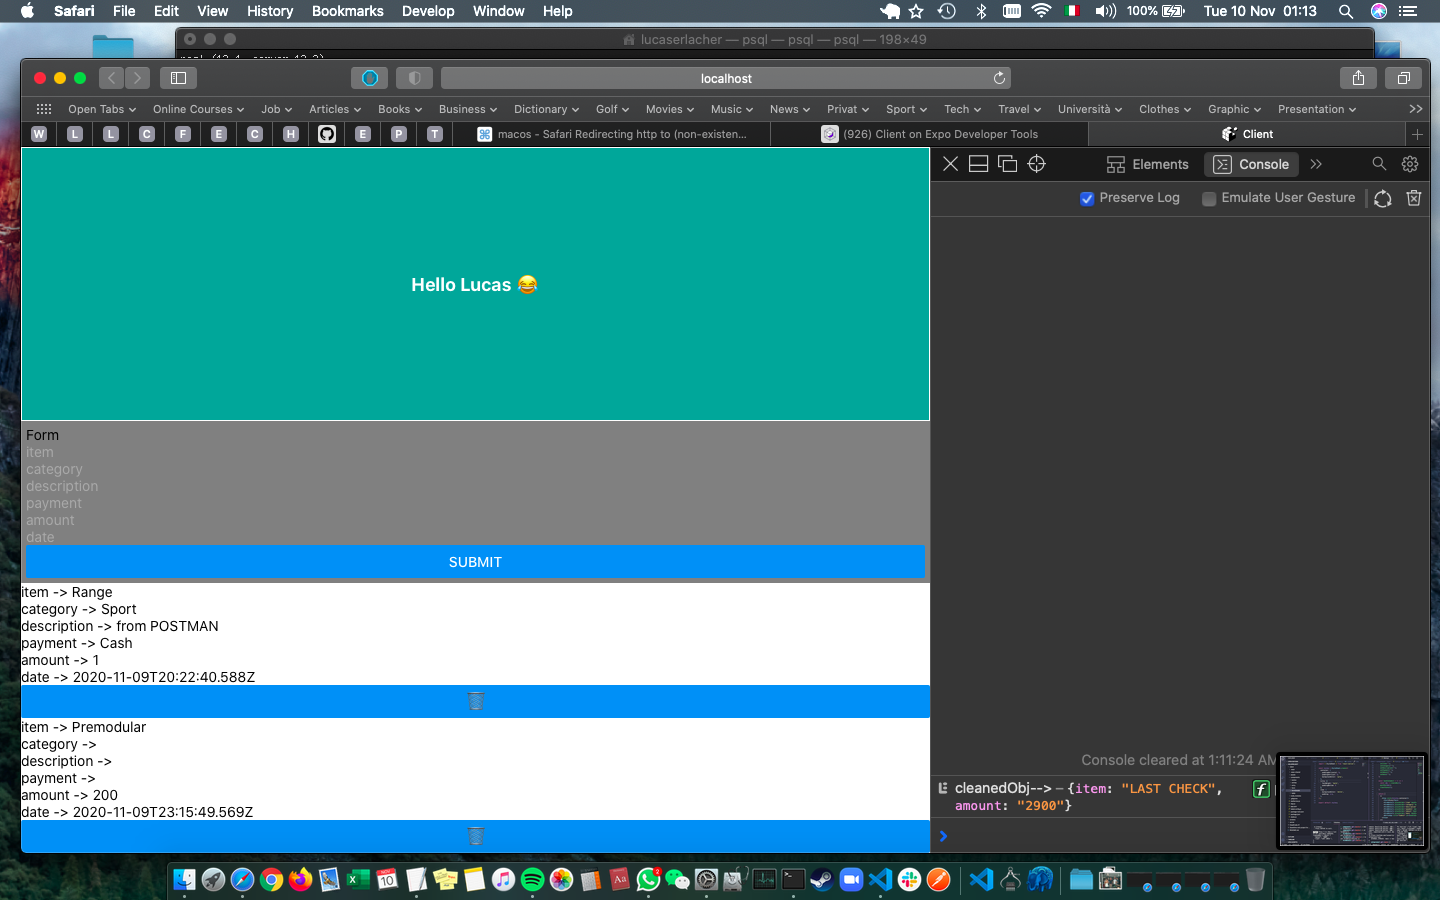 Safari File Edit View History Bookmarks Develop Window Help 100% Tue 10 Nov 01:13
lucaserlacher — psql — psql — psql — 198×49
localhost
Open Tabs Online Courses Job Articles Books Business Dictionary Golf Movies Music News Privat Sport Tech Travel Università Clothes Graphic Presentation
W L L C F E C H E P T macos - Safari Redirecting http to (non-existen... (926) Client on Expo Developer Tools Client
Elements Console
Preserve Log Emulate User Gesture
Hello Lucas 😂
Form
item
category
description
payment
amount
date
SUBMIT
item -> Range
category -> Sport
description -> from POSTMAN
payment -> Cash
amount -> 1
date -> 2020-11-09T20:22:40.588Z
item -> Premodular
category ->
description ->
payment ->
amount -> 200
date -> 2020-11-09T23:15:49.569Z
Console cleared at 1:11:24 AM
cleanedObj--> – {item: "LAST CHECK",
amount: "2900"}